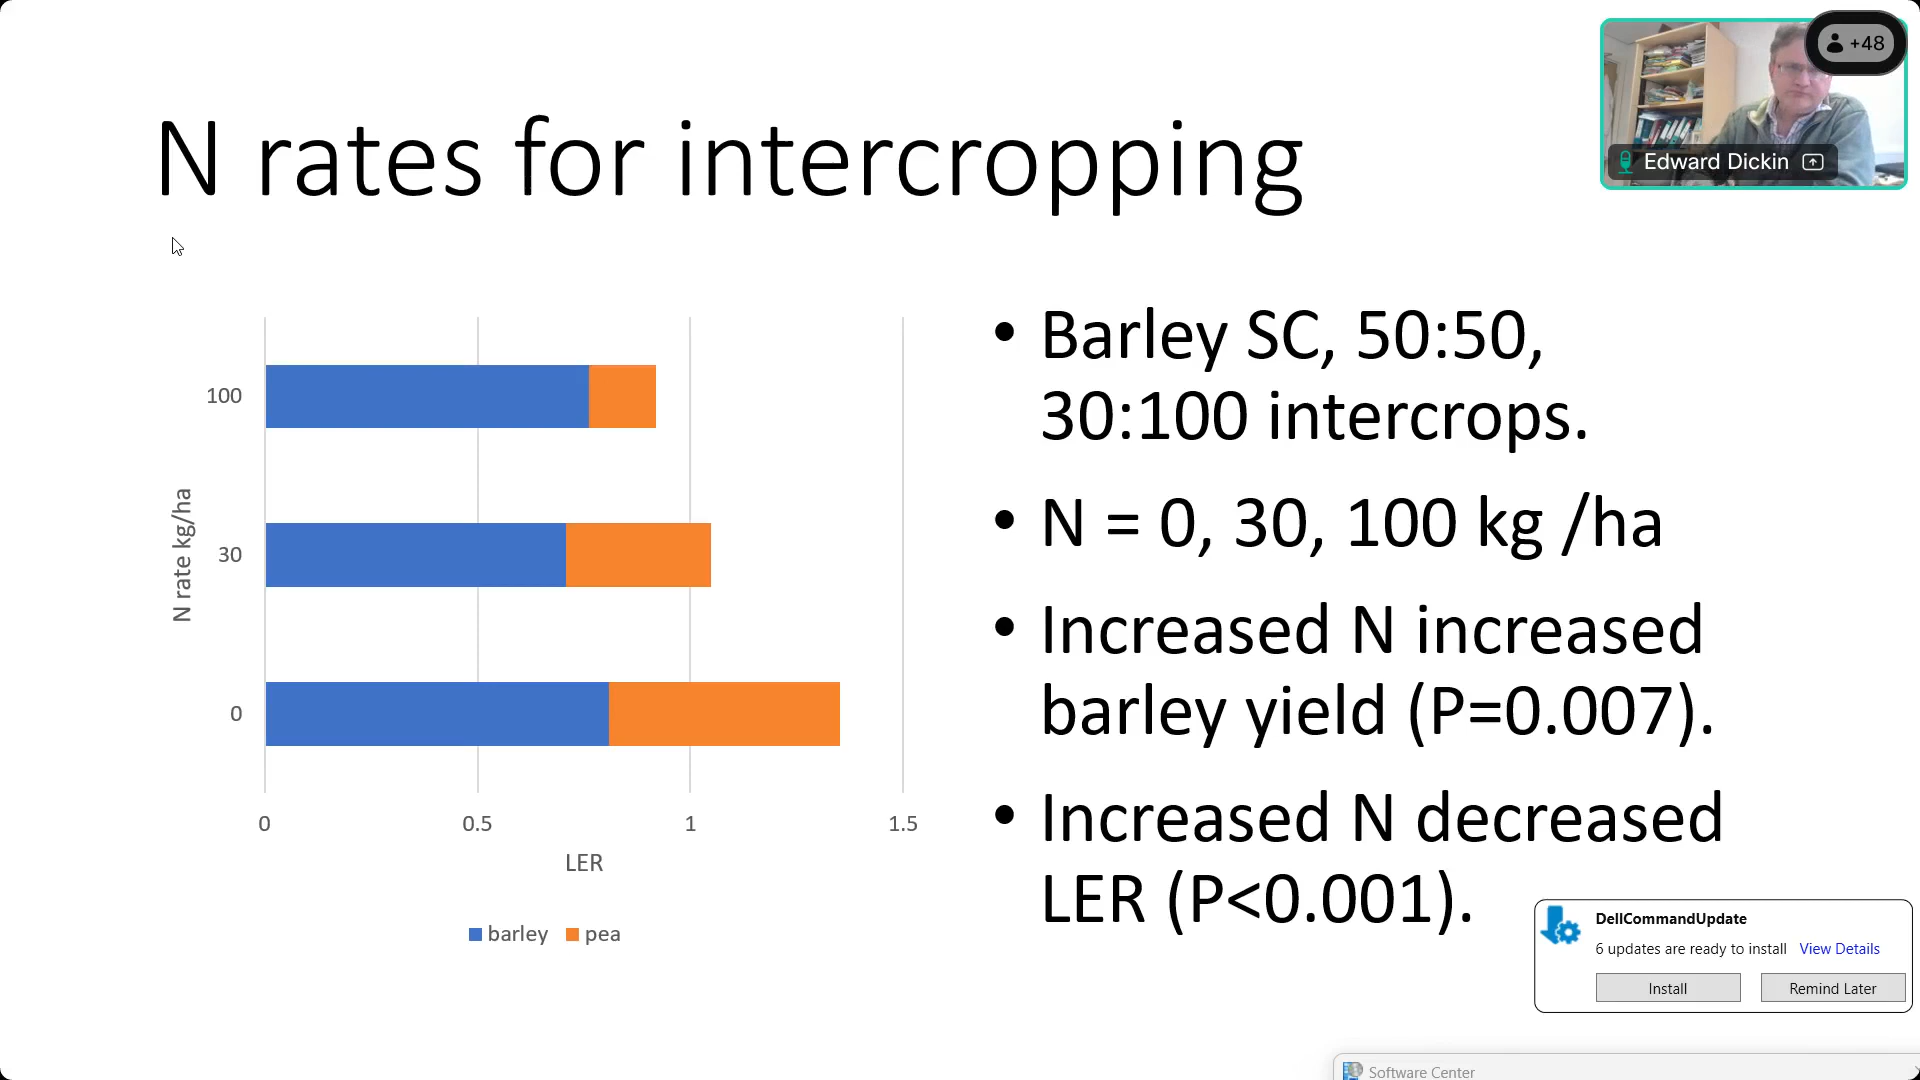 +48
Edward Dickin
N rates for intercropping
N rate kg/ha
100
30
0
0 0.5 1 1.5
LER
barley pea
• Barley SC, 50:50,
30:100 intercrops.
• N = 0, 30, 100 kg /ha
• Increased N increased
barley yield (P=0.007).
• Increased N decreased
LER (P<0.001).
DellCommandUpdate
6 updates are ready to install View Details
Install Remind Later
Software Center